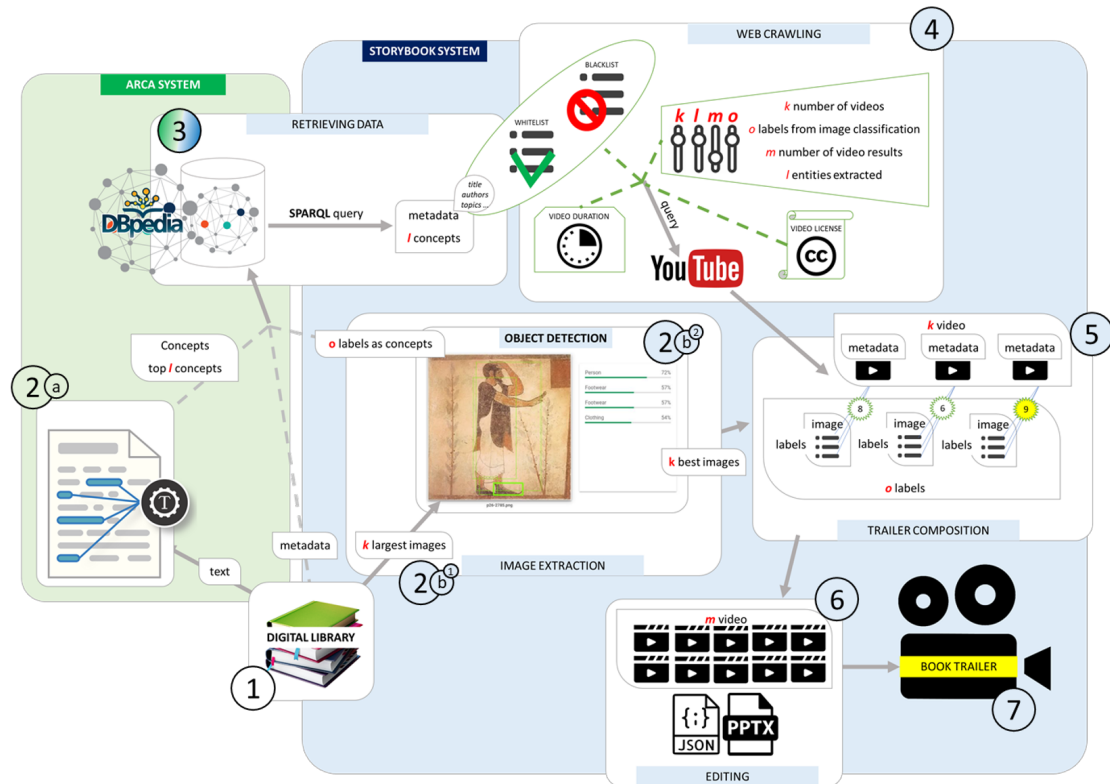 ARCA SYSTEM
STORYBOOK SYSTEM
WEB CRAWLING
4
BLACKLIST
WHITELIST
k l m o
k number of videos
o labels from image classification
m number of video results
l entities extracted
3
RETRIEVING DATA
DBpedia
SPARQL query
title
authors
topics ...
metadata
l concepts
VIDEO DURATION
query
VIDEO LICENSE
cc
YouTube
Concepts
top l concepts
o labels as concepts
OBJECT DETECTION
2 b 2
Person 72%
Footwear 57%
Footwear 57%
Clothing 54%
k best images
k largest images
2 b 1
IMAGE EXTRACTION
2 a
T
text
metadata
DIGITAL LIBRARY
1
5
k video
metadata
metadata
metadata
8
6
9
image
labels
image
labels
image
labels
o labels
TRAILER COMPOSITION
6
m video
{;}
JSON
PPTX
EDITING
BOOK TRAILER
7